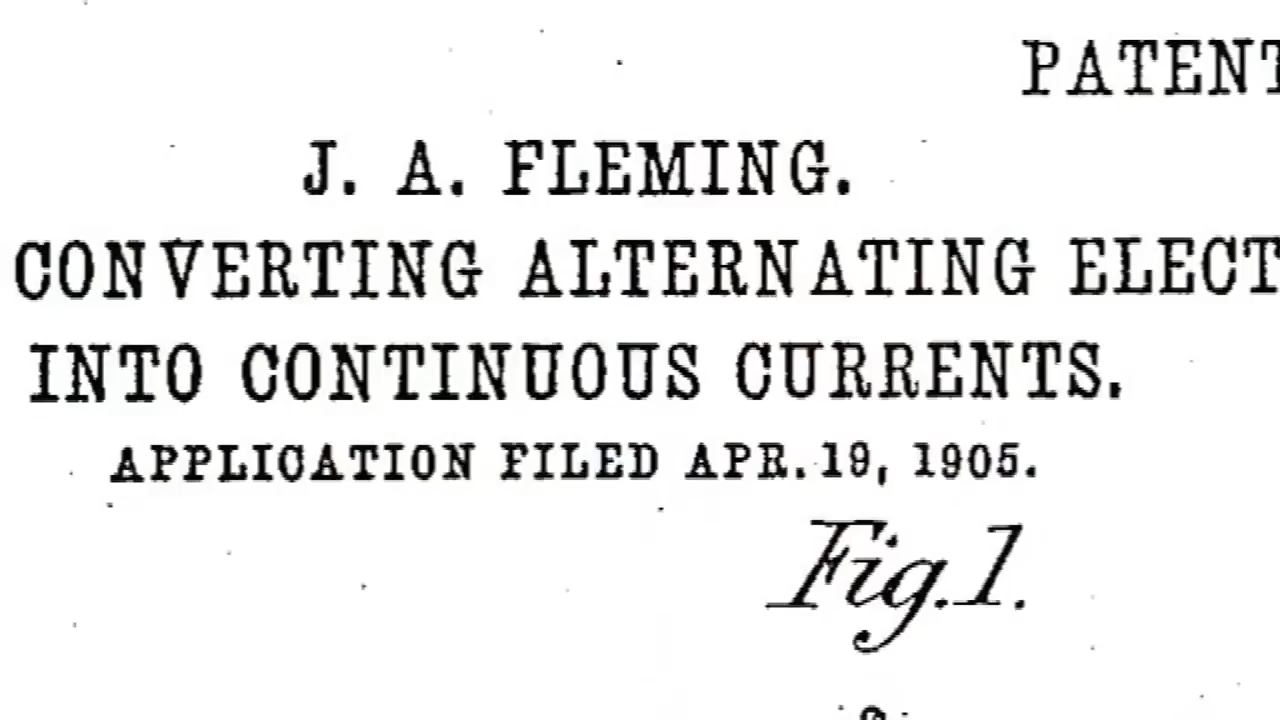 PATENT
J. A. FLEMING.
CONVERTING ALTERNATING ELECT
INTO CONTINUOUS CURRENTS.
APPLICATION FILED APR. 19, 1905.
Fig. 1.